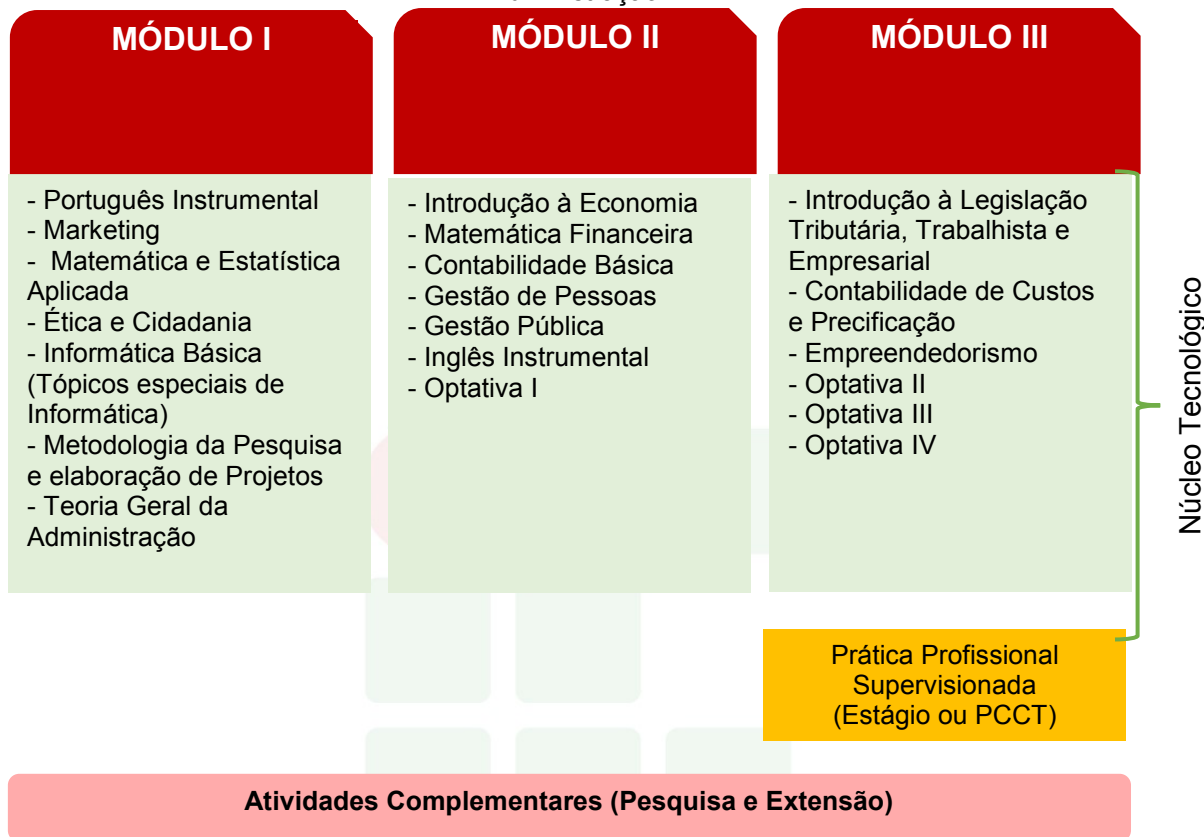 MÓDULO I
- Português Instrumental
- Marketing
- Matemática e Estatística
Aplicada
- Ética e Cidadania
- Informática Básica
(Tópicos especiais de
Informática)
- Metodologia da Pesquisa
e elaboração de Projetos
- Teoria Geral da
Administração
MÓDULO II
- Introdução à Economia
- Matemática Financeira
- Contabilidade Básica
- Gestão de Pessoas
- Gestão Pública
- Inglês Instrumental
- Optativa I
MÓDULO III
- Introdução à Legislação
Tributária, Trabalhista e
Empresarial
- Contabilidade de Custos
e Precificação
- Empreendedorismo
- Optativa II
- Optativa III
- Optativa IV
Núcleo Tecnológico
Prática Profissional
Supervisionada
(Estágio ou PCCT)
Atividades Complementares (Pesquisa e Extensão)